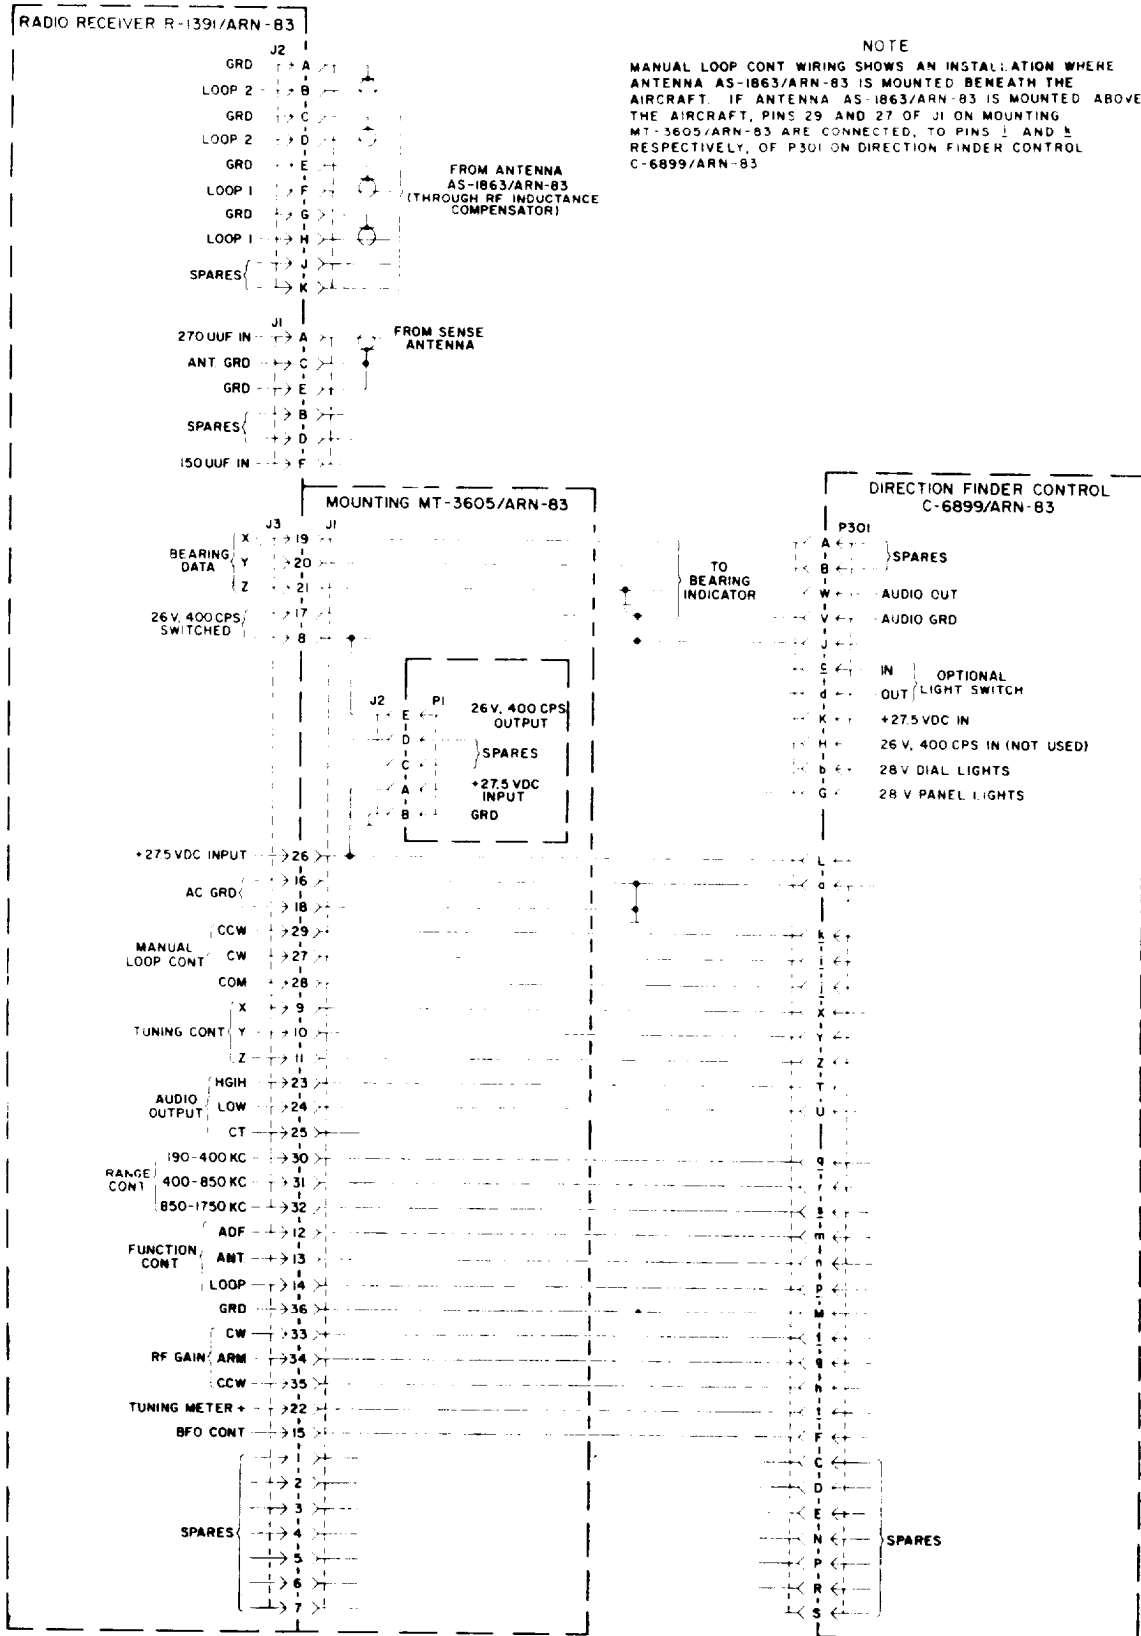 RADIO RECEIVER R-1391/ARN-83
J2
GRD A
LOOP 2 B
GRD C
LOOP 2 D
GRD E
LOOP 1 F
GRD G
LOOP 1 H
J
SPARES
K
FROM ANTENNA
AS-1863/ARN-83
(THROUGH RF INDUCTANCE
COMPENSATOR)
NOTE
MANUAL LOOP CONT WIRING SHOWS AN INSTALLATION WHERE
ANTENNA AS-1863/ARN-83 IS MOUNTED BENEATH THE
AIRCRAFT. IF ANTENNA AS-1863/ARN-83 IS MOUNTED ABOVE
THE AIRCRAFT, PINS 29 AND 27 OF J1 ON MOUNTING
MT-3605/ARN-83 ARE CONNECTED, TO PINS i AND k
RESPECTIVELY, OF P301 ON DIRECTION FINDER CONTROL
C-6899/ARN-83
J1
270 UUF IN A
ANT. GRD C
GRD E
B
SPARES
D
150 UUF IN F
FROM SENSE
ANTENNA
MOUNTING MT-3605/ARN-83
J3 J1
X 19
BEARING DATA Y 20
Z 21
17
26 V, 400 CPS
SWITCHED
8
TO
BEARING
INDICATOR
J2 P1
E 26 V, 400 CPS
OUTPUT
D
SPARES
C
A +27.5 VDC
INPUT
B GRD
+27.5 VDC INPUT 26
16
AC GRD
18
CCW 29
MANUAL
LOOP CONT CW 27
COM 28
X 9
TUNING CONT Y 10
Z 11
HGIH 23
AUDIO
OUTPUT LOW 24
CT 25
190-400 KC 30
RANGE
CONT 400-850 KC 31
850-1750 KC 32
ADF 12
FUNCTION
CONT ANT 13
LOOP 14
GRD 36
CW 33
RF GAIN ARM 34
CCW 35
TUNING METER + 22
BFO CONT 15
1
2
3
SPARES 4
5
6
7
DIRECTION FINDER CONTROL
C-6899/ARN-83
P301
A
SPARES
B
W AUDIO OUT
V AUDIO GRD
J
c IN
OPTIONAL
LIGHT SWITCH
d OUT
K +27.5 VDC IN
H 26 V, 400 CPS IN (NOT USED)
b 28 V DIAL LIGHTS
G 28 V PANEL LIGHTS
L
a
k
i
j
X
Y
Z
T
U
q
r
s
m
n
p
M
f
g
h
t
F
C
D
E
N SPARES
P
R
S